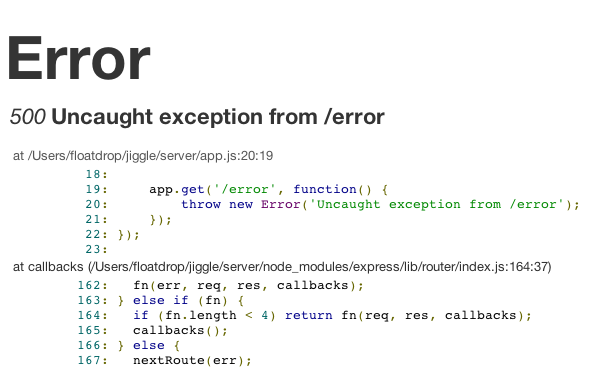 Error
500 Uncaught exception from /error
at /Users/floatdrop/jiggle/server/app.js:20:19
18:
19:     app.get('/error', function() {
20:         throw new Error('Uncaught exception from /error');
21:     });
22: });
23:
at callbacks (/Users/floatdrop/jiggle/server/node_modules/express/lib/router/index.js:164:37)
162:   fn(err, req, res, callbacks);
163: } else if (fn) {
164:   if (fn.length < 4) return fn(req, res, callbacks);
165:   callbacks();
166: } else {
167:   nextRoute(err);